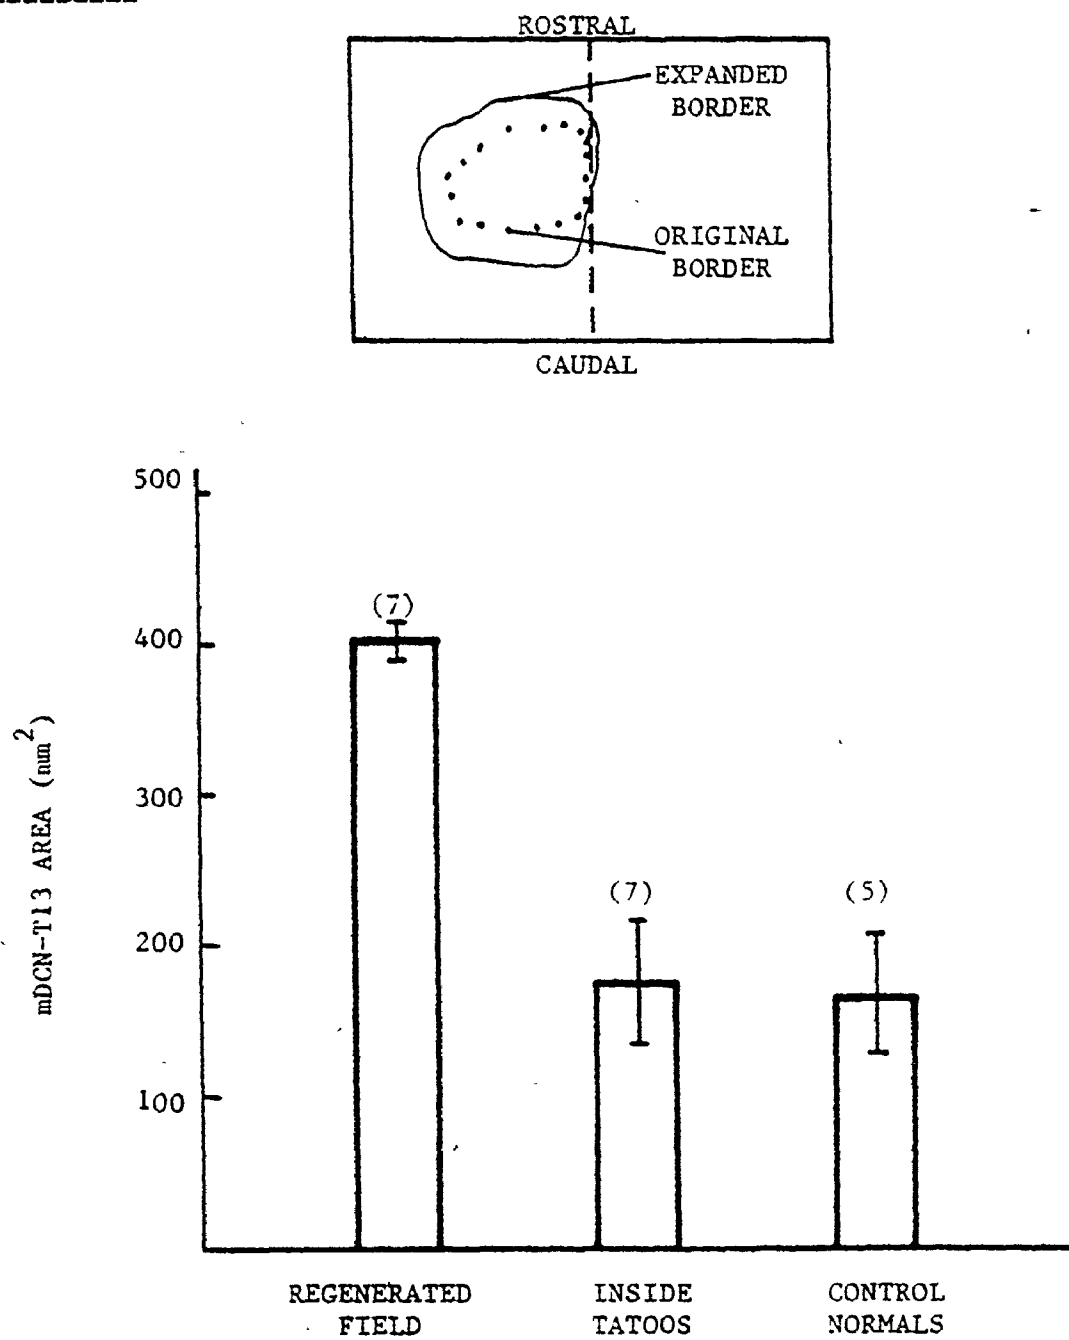 ROSTRAL
EXPANDED
BORDER
ORIGINAL
BORDER
CAUDAL
500
400
300
200
100
mDCN-T13 AREA (mm²)
(7)
(7)
(5)
REGENERATED
FIELD
INSIDE
TATOOS
CONTROL
NORMALS